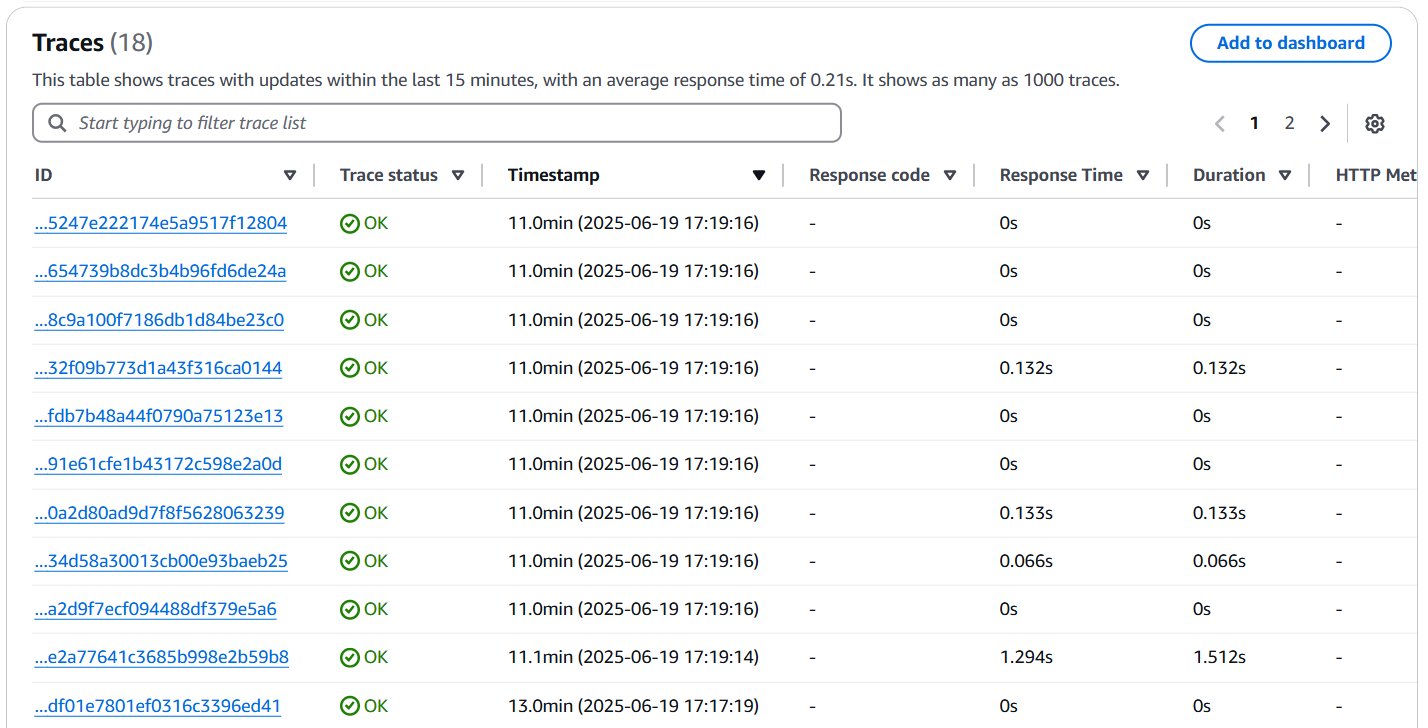 Traces (18)
Add to dashboard
This table shows traces with updates within the last 15 minutes, with an average response time of 0.21s. It shows as many as 1000 traces.
Start typing to filter trace list
1 2
ID Trace status Timestamp Response code Response Time Duration HTTP Met
...5247e222174e5a9517f12804 OK 11.0min (2025-06-19 17:19:16) - 0s 0s -
...654739b8dc3b4b96fd6de24a OK 11.0min (2025-06-19 17:19:16) - 0s 0s -
...8c9a100f7186db1d84be23c0 OK 11.0min (2025-06-19 17:19:16) - 0s 0s -
...32f09b773d1a43f316ca0144 OK 11.0min (2025-06-19 17:19:16) - 0.132s 0.132s -
...fdb7b48a44f0790a75123e13 OK 11.0min (2025-06-19 17:19:16) - 0s 0s -
...91e61cfe1b43172c598e2a0d OK 11.0min (2025-06-19 17:19:16) - 0s 0s -
...0a2d80ad9d7f8f5628063239 OK 11.0min (2025-06-19 17:19:16) - 0.133s 0.133s -
...34d58a30013cb00e93baeb25 OK 11.0min (2025-06-19 17:19:16) - 0.066s 0.066s -
...a2d9f7ecf094488df379e5a6 OK 11.0min (2025-06-19 17:19:16) - 0s 0s -
...e2a77641c3685b998e2b59b8 OK 11.1min (2025-06-19 17:19:14) - 1.294s 1.512s -
...df01e7801ef0316c3396ed41 OK 13.0min (2025-06-19 17:17:19) - 0s 0s -